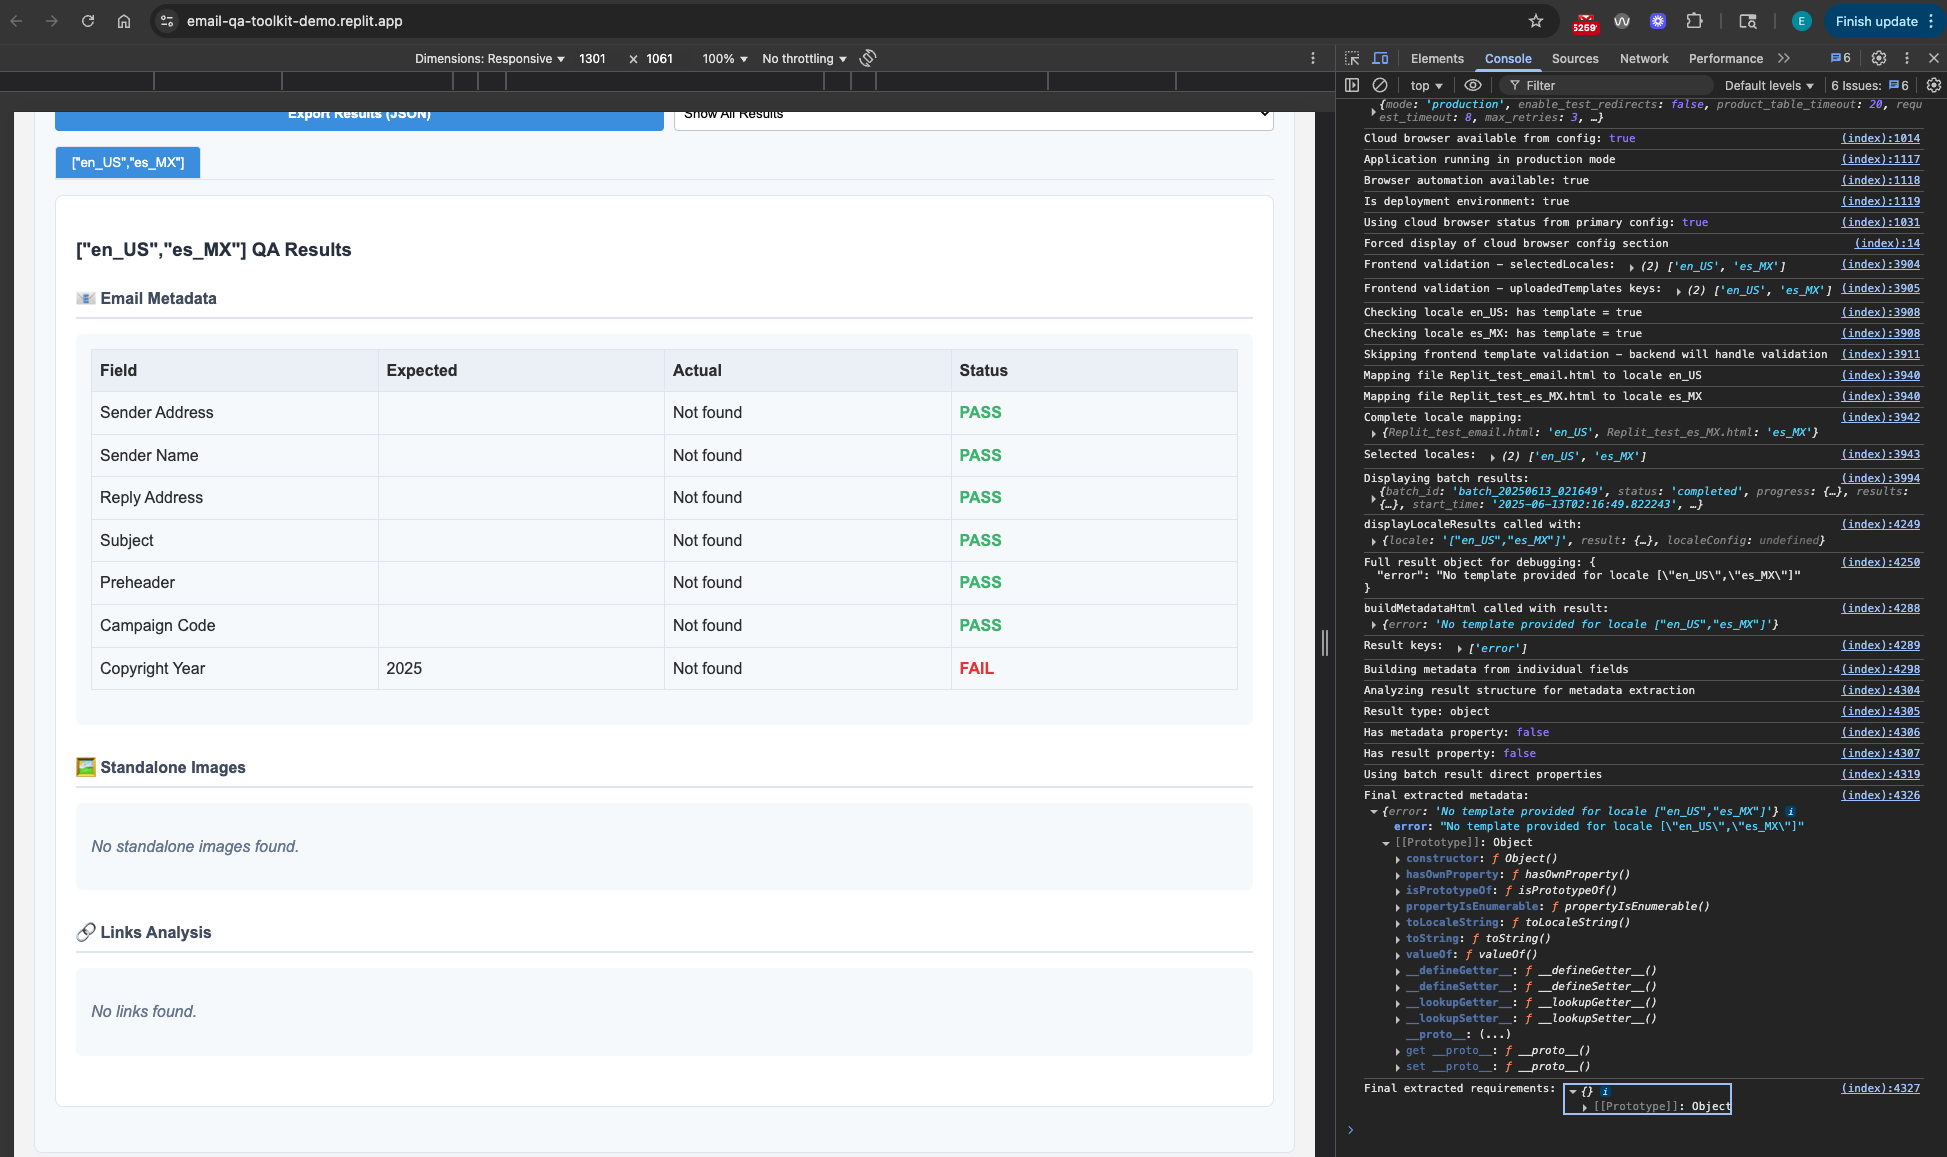 email-qa-toolkit-demo.replit.app
5259
E
Finish update
Dimensions: Responsive
1301
×
1061
100%
No throttling
Export Results (JSON)
Show All Results
["en_US","es_MX"]
["en_US","es_MX"] QA Results
Email Metadata
Field Expected Actual Status
Sender Address Not found PASS
Sender Name Not found PASS
Reply Address Not found PASS
Subject Not found PASS
Preheader Not found PASS
Campaign Code Not found PASS
Copyright Year 2025 Not found FAIL
Standalone Images
No standalone images found.
Links Analysis
No links found.
Elements Console Sources Network Performance 6
top Filter Default levels 6 Issues: 6
{mode: 'production', enable_test_redirects: false, product_table_timeout: 20, requ
est_timeout: 8, max_retries: 3, …}
Cloud browser available from config: true (index):1014
Application running in production mode (index):1117
Browser automation available: true (index):1118
Is deployment environment: true (index):1119
Using cloud browser status from primary config: true (index):1031
Forced display of cloud browser config section (index):14
Frontend validation – selectedLocales: (2) ['en_US', 'es_MX'] (index):3904
Frontend validation – uploadedTemplates keys: (2) ['en_US', 'es_MX'] (index):3905
Checking locale en_US: has template = true (index):3908
Checking locale es_MX: has template = true (index):3908
Skipping frontend template validation – backend will handle validation (index):3911
Mapping file Replit_test_email.html to locale en_US (index):3940
Mapping file Replit_test_es_MX.html to locale es_MX (index):3940
Complete locale mapping: (index):3942
{Replit_test_email.html: 'en_US', Replit_test_es_MX.html: 'es_MX'}
Selected locales: (2) ['en_US', 'es_MX'] (index):3943
Displaying batch results: (index):3994
{batch_id: 'batch_20250613_021649', status: 'completed', progress: {…}, results:
{…}, start_time: '2025-06-13T02:16:49.822243', …}
displayLocaleResults called with: (index):4249
{locale: '["en_US","es_MX"]', result: {…}, localeConfig: undefined}
Full result object for debugging: { (index):4250
"error": "No template provided for locale [\"en_US\",\"es_MX\"]"
}
buildMetadataHtml called with result: (index):4288
{error: 'No template provided for locale ["en_US","es_MX"]'}
Result keys: ['error'] (index):4289
Building metadata from individual fields (index):4298
Analyzing result structure for metadata extraction (index):4304
Result type: object (index):4305
Has metadata property: false (index):4306
Has result property: false (index):4307
Using batch result direct properties (index):4319
Final extracted metadata: (index):4326
{error: 'No template provided for locale ["en_US","es_MX"]'} i
error: "No template provided for locale [\"en_US\",\"es_MX\"]"
[[Prototype]]: Object
constructor: ƒ Object()
hasOwnProperty: ƒ hasOwnProperty()
isPrototypeOf: ƒ isPrototypeOf()
propertyIsEnumerable: ƒ propertyIsEnumerable()
toLocaleString: ƒ toLocaleString()
toString: ƒ toString()
valueOf: ƒ valueOf()
__defineGetter__: ƒ __defineGetter__()
__defineSetter__: ƒ __defineSetter__()
__lookupGetter__: ƒ __lookupGetter__()
__lookupSetter__: ƒ __lookupSetter__()
__proto__: (...)
get __proto__: ƒ __proto__()
set __proto__: ƒ __proto__()
Final extracted requirements: {} i (index):4327
[[Prototype]]: Object